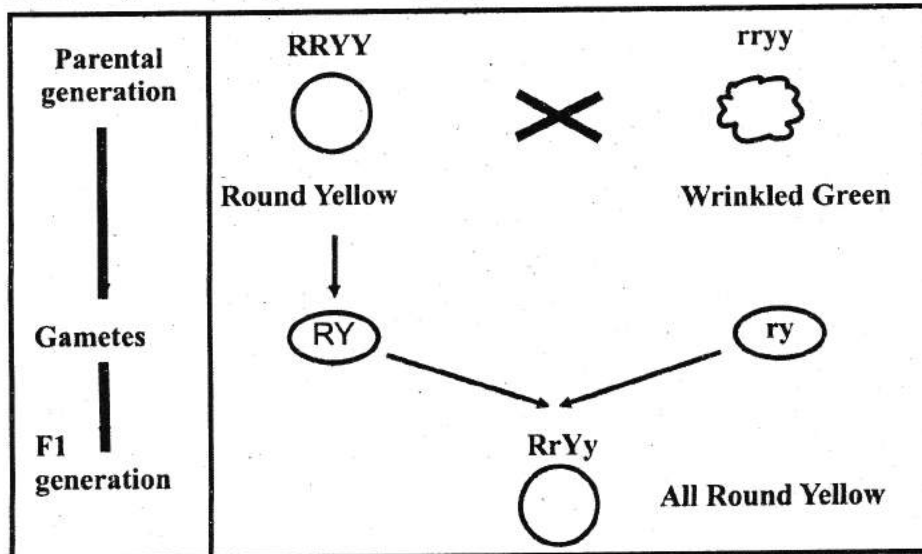 Parental
generation
RRYY
rryy
Round Yellow
Wrinkled Green
Gametes
RY
ry
F1
generation
RrYy
All Round Yellow